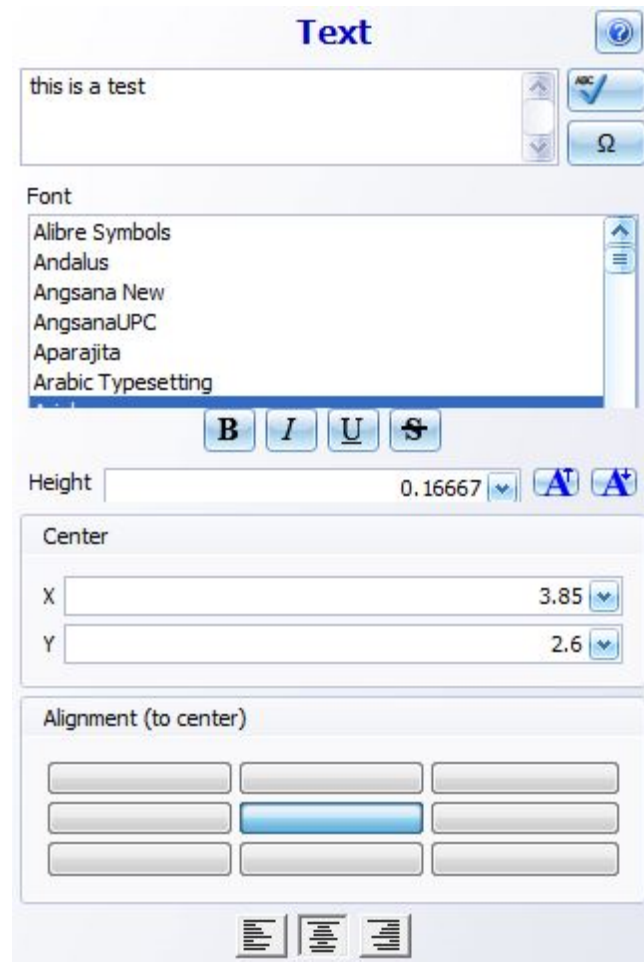 Text
this is a test
ABC
Ω
Font
Alibre Symbols
Andalus
Angsana New
AngsanaUPC
Aparajita
Arabic Typesetting
B I U S
Height 0.16667 A A
Center
X 3.85
Y 2.6
Alignment (to center)